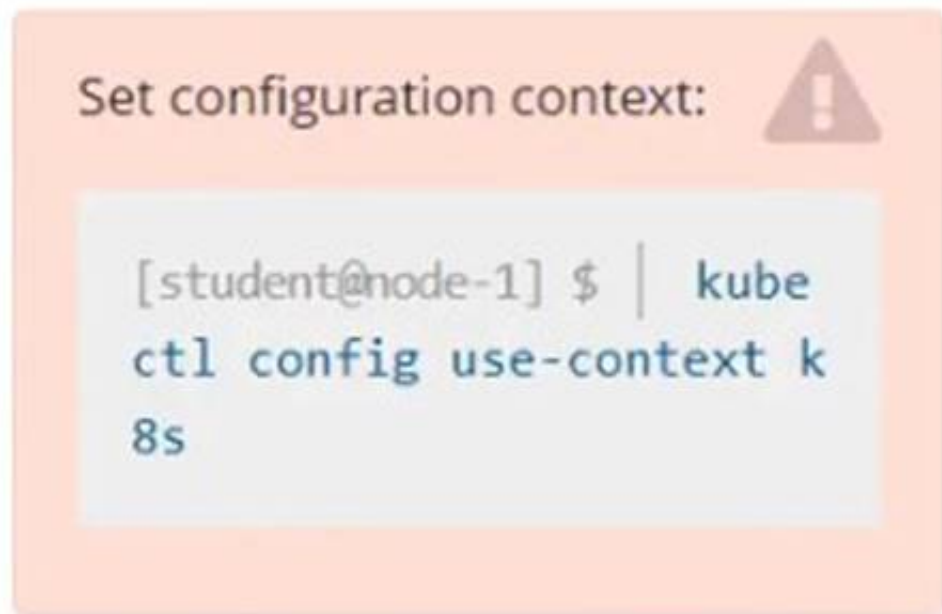 Set configuration context:
[student@node-1] $ | kube
ctl config use-context k
8s